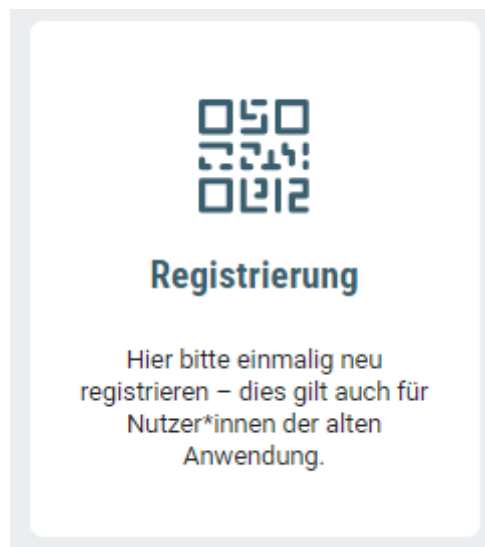 Registrierung
Hier bitte einmalig neu
registrieren – dies gilt auch für
Nutzer*innen der alten
Anwendung.